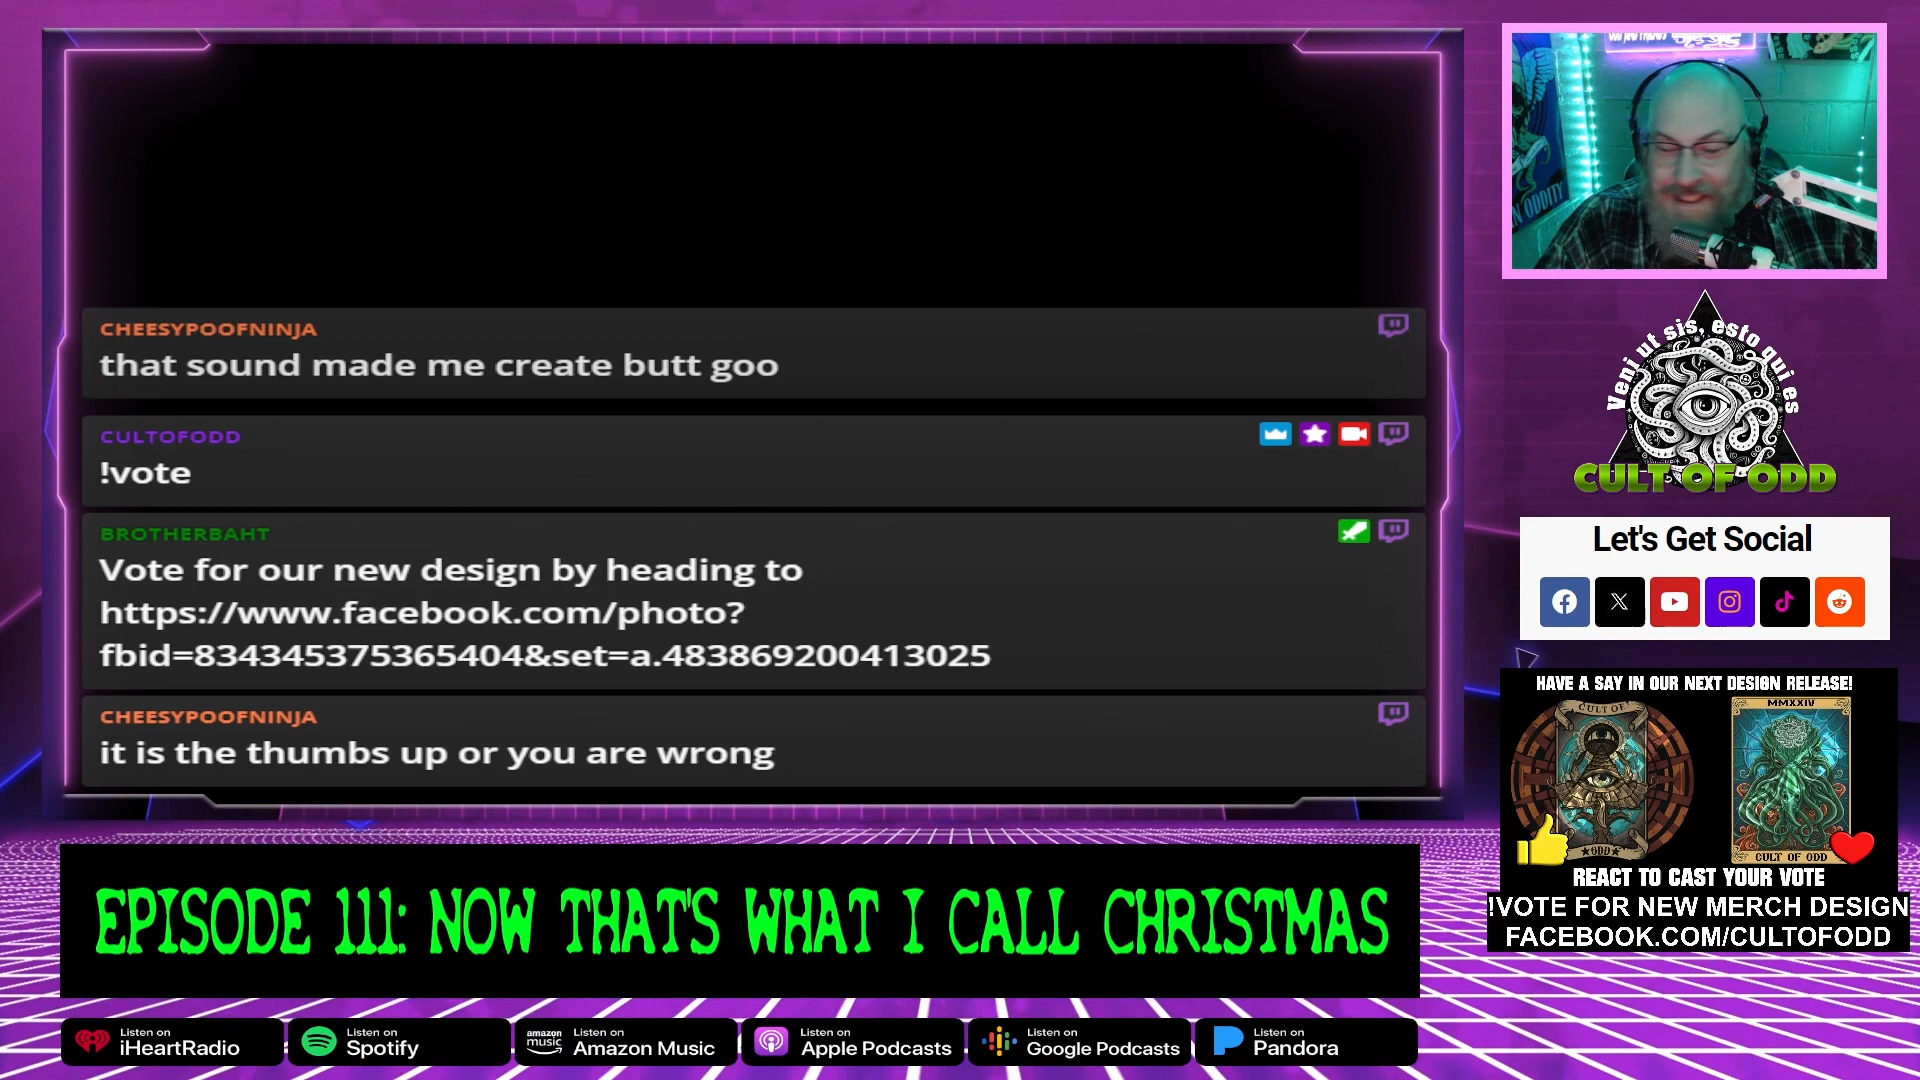 CHEESYPOOFNINJA
that sound made me create butt goo
CULTOFODD
!vote
BROTHERBAHT
Vote for our new design by heading to
https://www.facebook.com/photo?
fbid=834345375365404&set=a.483869200413025
CHEESYPOOFNINJA
it is the thumbs up or you are wrong
EPISODE 111: NOW THAT'S WHAT I CALL CHRISTMAS
Listen on
iHeartRadio
Listen on
Spotify
amazon
music
Listen on
Amazon Music
Listen on
Apple Podcasts
Listen on
Google Podcasts
Listen on
Pandora
ODDITY
Veni ut sis, esto qui es
CULT OF ODD
Let's Get Social
HAVE A SAY IN OUR NEXT DESIGN RELEASE!
CULT OF
ODD
MMXXIV
CULT OF ODD
REACT TO CAST YOUR VOTE
!VOTE FOR NEW MERCH DESIGN
FACEBOOK.COM/CULTOFODD